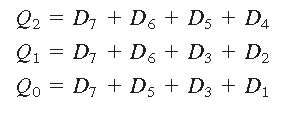 Q₂ = D₇ + D₆ + D₅ + D₄
Q₁ = D₇ + D₆ + D₃ + D₂
Q₀ = D₇ + D₅ + D₃ + D₁